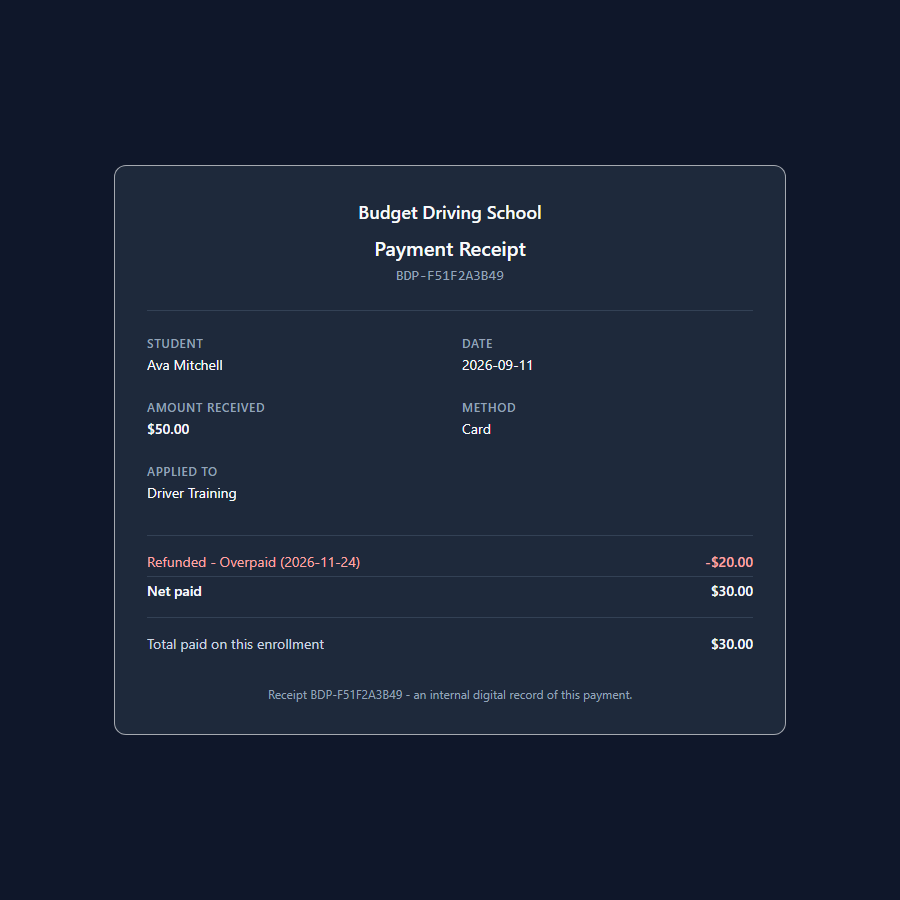 Budget Driving School
Payment Receipt
BDP-F51F2A3B49
STUDENT
Ava Mitchell
DATE
2026-09-11
AMOUNT RECEIVED
$50.00
METHOD
Card
APPLIED TO
Driver Training
Refunded - Overpaid (2026-11-24) -$20.00
Net paid $30.00
Total paid on this enrollment $30.00
Receipt BDP-F51F2A3B49 - an internal digital record of this payment.